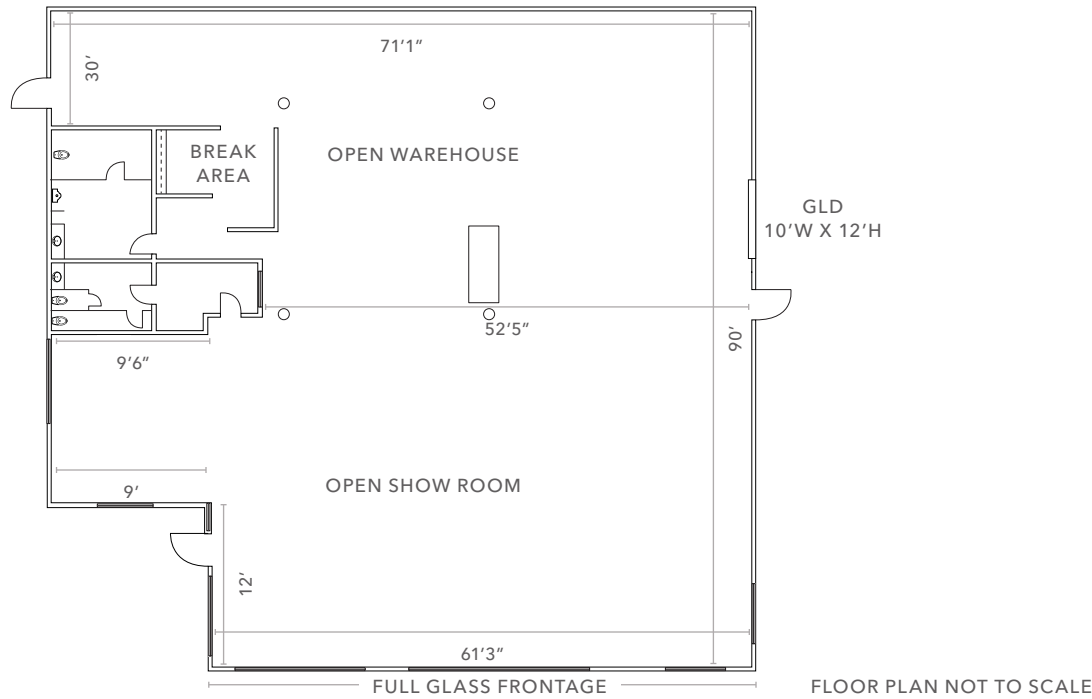 71'1"
30'
BREAK
AREA
OPEN WAREHOUSE
GLD
10'W X 12'H
52'5"
90'
9'6"
9'
OPEN SHOW ROOM
12'
61'3"
FULL GLASS FRONTAGE
FLOOR PLAN NOT TO SCALE